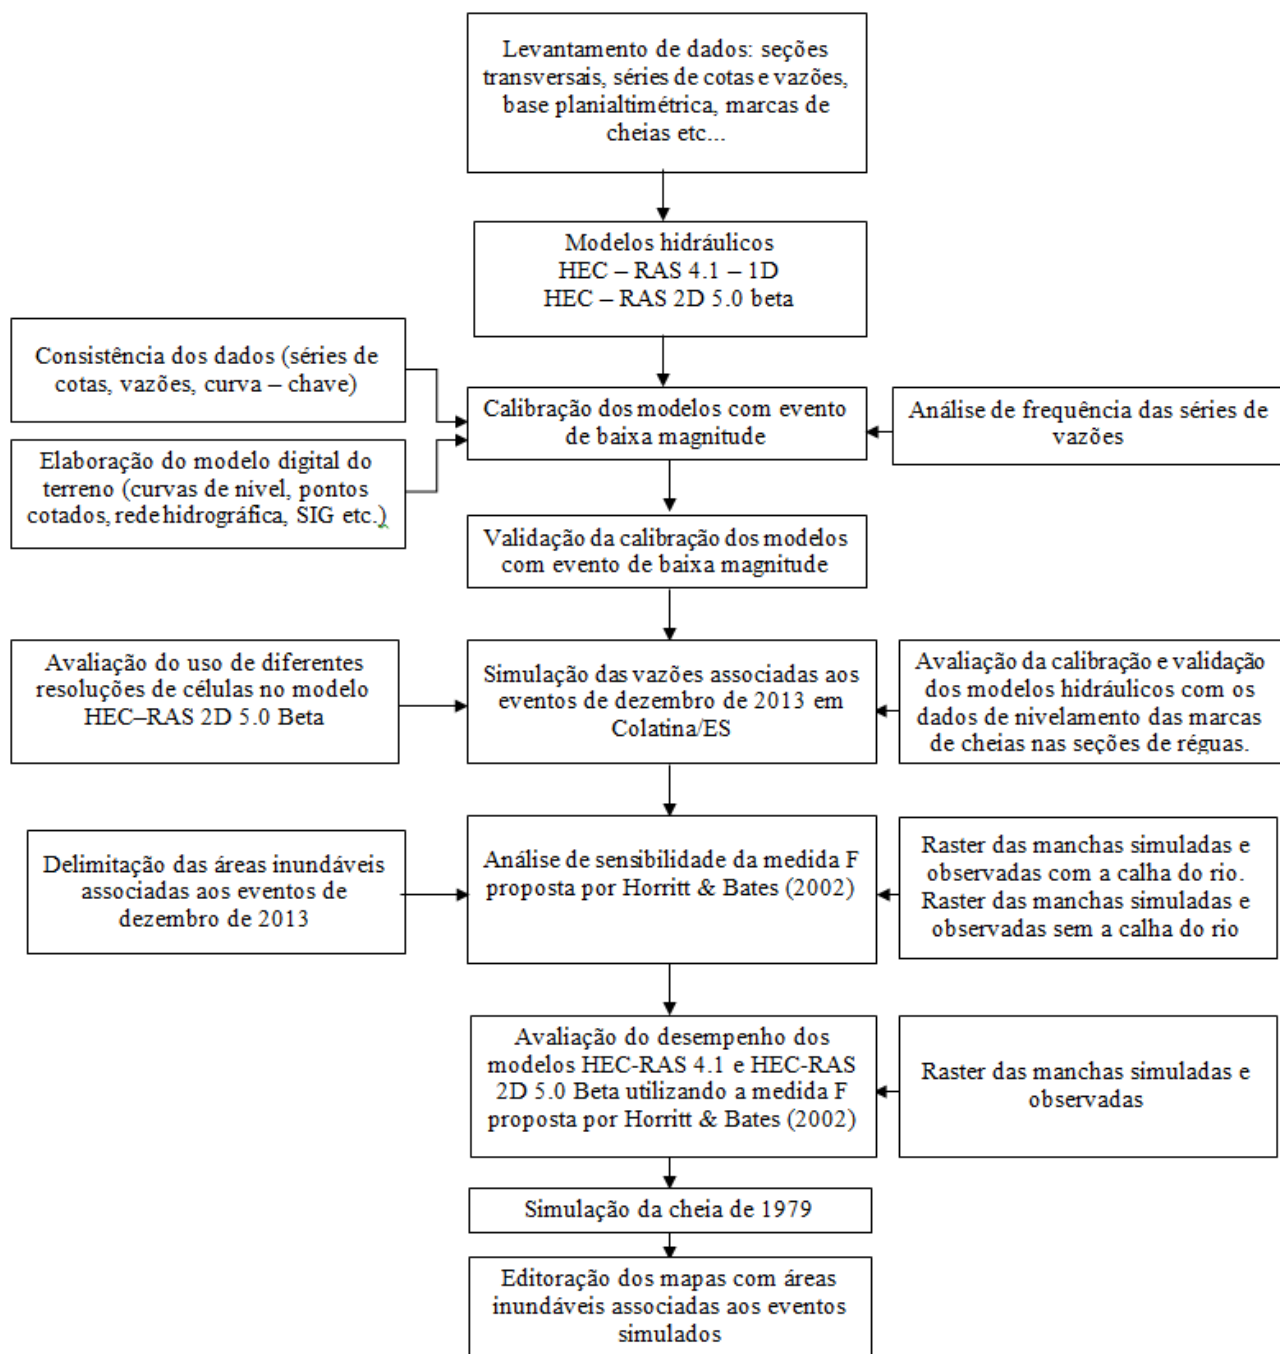 Levantamento de dados: seções
transversais, séries de cotas e vazões,
base planialtimétrica, marcas de
cheias etc...
Modelos hidráulicos
HEC – RAS 4.1 – 1D
HEC – RAS 2D 5.0 beta
Consistência dos dados (séries de
cotas, vazões, curva – chave)
Calibração dos modelos com evento
de baixa magnitude
Análise de frequência das séries de
vazões
Elaboração do modelo digital do
terreno (curvas de nível, pontos
cotados, rede hidrográfica, SIG etc.)
Validação da calibração dos modelos
com evento de baixa magnitude
Avaliação do uso de diferentes
resoluções de células no modelo
HEC–RAS 2D 5.0 Beta
Simulação das vazões associadas aos
eventos de dezembro de 2013 em
Colatina/ES
Avaliação da calibração e validação
dos modelos hidráulicos com os
dados de nivelamento das marcas
de cheias nas seções de réguas.
Delimitação das áreas inundáveis
associadas aos eventos de
dezembro de 2013
Análise de sensibilidade da medida F
proposta por Horritt & Bates (2002)
Raster das manchas simuladas e
observadas com a calha do rio.
Raster das manchas simuladas e
observadas sem a calha do rio
Avaliação do desempenho dos
modelos HEC-RAS 4.1 e HEC-RAS
2D 5.0 Beta utilizando a medida F
proposta por Horritt & Bates (2002)
Raster das manchas simuladas e
observadas
Simulação da cheia de 1979
Editoração dos mapas com áreas
inundáveis associadas aos eventos
simulados